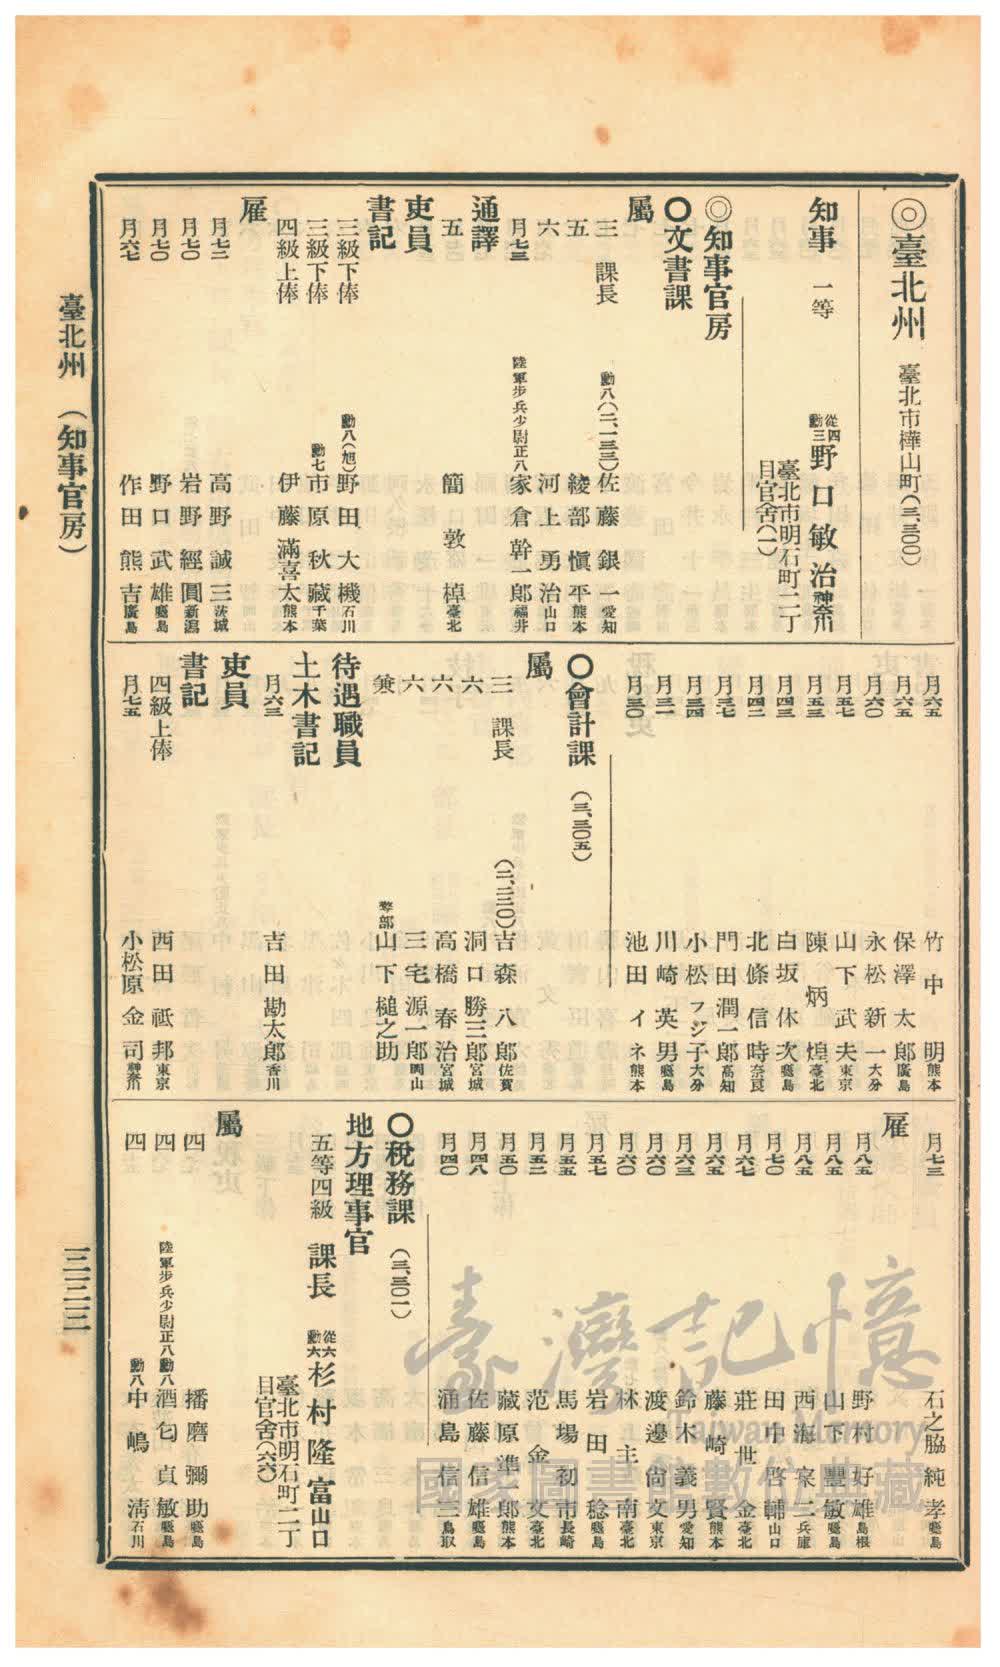 ◎臺北州 臺北市樺山町(三、三〇〇)
知事 一等 從四勳三 野口敏治 神奈川
臺北市明石町二丁目官舍(一)
◎知事官房
〇文書課
屬
三 課長 勳八(二、一三三) 佐藤銀一 愛知
五 綾部愼平 熊本
六 河上勇治 山口
月七三 陸軍步兵少尉正八 家倉幹一郎 福井
通譯
五 簡敦樟 臺北
吏員
書記
三級下俸 勳八(旭) 野田大機 石川
三級下俸 勳七 市原秋藏 千葉
四級上俸 伊藤滿喜太 熊本
雇
月七二 高野誠三 茨城
月七〇 岩野經圓 新潟
月七〇 野口武雄 鹿兒島
月六七 作田熊吉 廣島
月六五 竹中明 熊本
月六五 保澤太郎 廣島
月六〇 永松新一 大分
月五七 山下武夫 東京
月五三 陳炳煌 臺北
月四三 白坂休次 鹿兒島
月四二 北條信時 奈良
月三七 門田潤一郎 高知
月三四 小松フジ子 大分
月三二 川崎英男 鹿兒島
月三〇 池田イネ 熊本
〇會計課 (三、三〇五)
屬
三 課長 (二、二二〇) 吉森八郎 佐賀
六 洞口勝三郎 宮城
六 高橋春治 宮城
六 三宅源一郎 岡山
兼 警部 山下槌之助
待遇職員
土木書記
月六三 吉田勘太郎 香川
吏員
書記
四級上俸 西田祗邦 東京
月七五 小松原金司 神奈川
月七三 石之脇純孝 鹿兒島
雇
月八五 野村好雄 島根
月八五 山下豐敏 鹿兒島
月八五 西海宲二 兵庫
月七〇 田中啓輔 山口
月六七 莊世金 臺北
月六五 藤崎賢 熊本
月六三 鈴木義男 愛知
月六〇 渡邊尙文 東京
月六〇 林主南 臺北
月五七 岩田稔 鹿兒島
月五五 馬場初市 長崎
月五二 范金文 臺北
月五〇 藏原準一郎 熊本
月四八 佐藤信雄 鹿兒島
月四〇 涌島信三 鳥取
〇稅務課 (三、三〇一)
地方理事官
五等四級 課長 從六勳六 杉村隆富 山口
臺北市明石町二丁目官舍(六六)
屬
四 播磨彌助 鹿兒島
四 陸軍步兵少尉正八勳八 酒匂貞敏 鹿兒島
四 勳八 中嶋淸 石川
臺北州 (知事官房) 三三三
臺灣記憶
Taiwan Memory
國家圖書館數位典藏